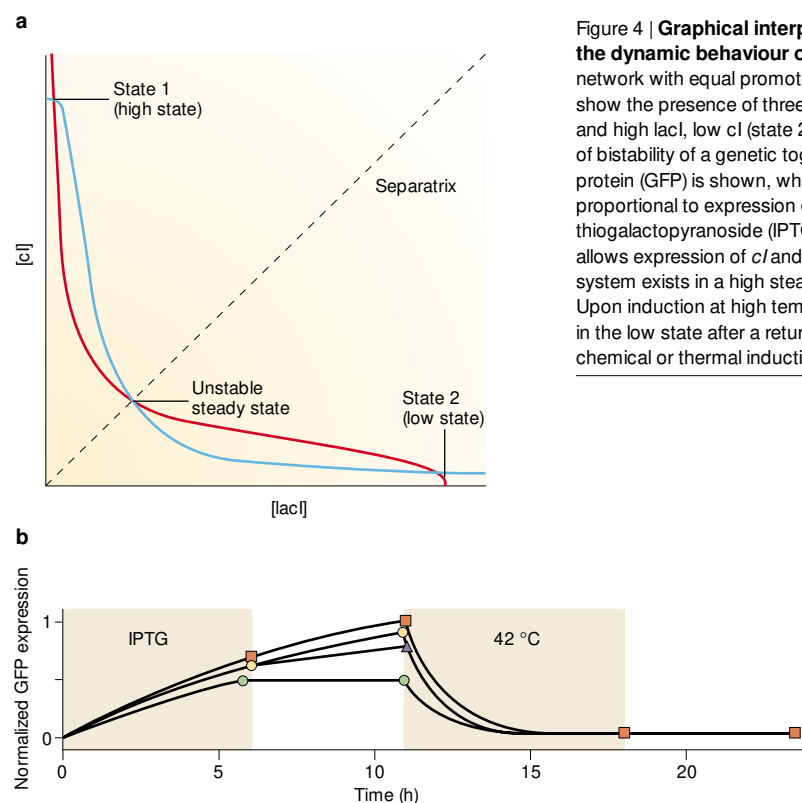 a
State 1
(high state)
Separatrix
[cI]
Unstable
steady state
State 2
(low state)
[lacI]
Figure 4 | Graphical interp
the dynamic behaviour o
network with equal promot
show the presence of three
and high lacI, low cI (state 2
of bistability of a genetic tog
protein (GFP) is shown, wh
proportional to expression o
thiogalactopyranoside (IPTG
allows expression of cI and
system exists in a high stea
Upon induction at high temp
in the low state after a retur
chemical or thermal inducti
b
Normalized GFP expression
1
0
IPTG
42 °C
0
5
10
15
20
Time (h)